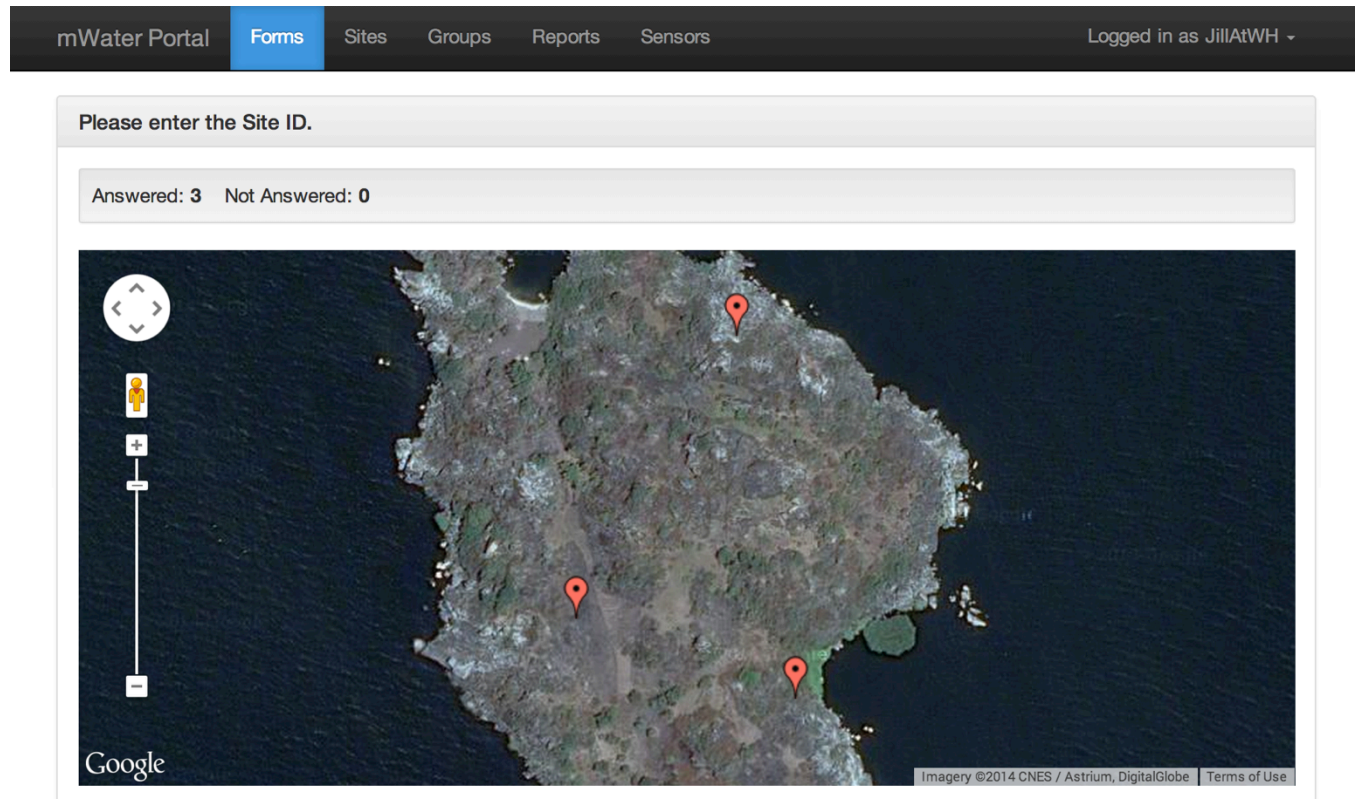 mWater Portal Forms Sites Groups Reports Sensors Logged in as JillAtWH
Please enter the Site ID.
Answered: 3 Not Answered: 0
Google
Imagery ©2014 CNES / Astrium, DigitalGlobe Terms of Use